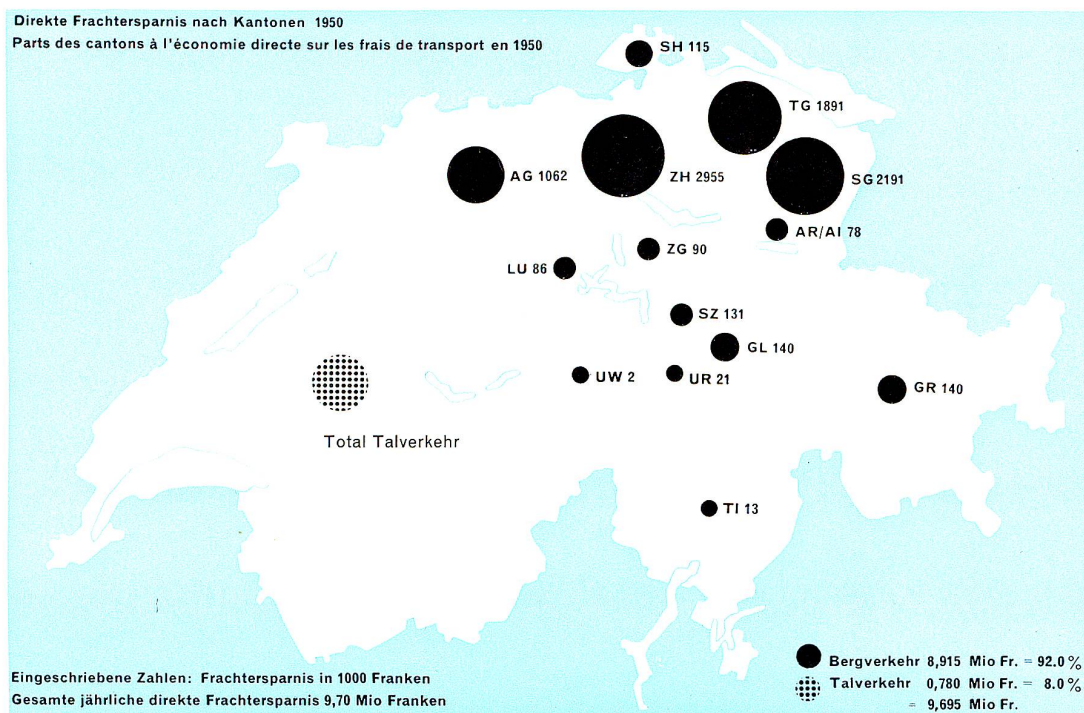 Direkte Frachtersparnis nach Kantonen 1950
Parts des cantons à l'économie directe sur les frais de transport en 1950
SH 115
TG 1891
AG 1062
ZH 2955
SG 2191
AR/AI 78
ZG 90
LU 86
SZ 131
GL 140
UW 2
UR 21
GR 140
Total Talverkehr
TI 13
Eingeschriebene Zahlen: Frachtersparnis in 1000 Franken
Gesamte jährliche direkte Frachtersparnis 9,70 Mio Franken
Bergverkehr 8,915 Mio Fr. = 92.0%
Talverkehr 0,780 Mio Fr. = 8.0%
= 9,695 Mio Fr.